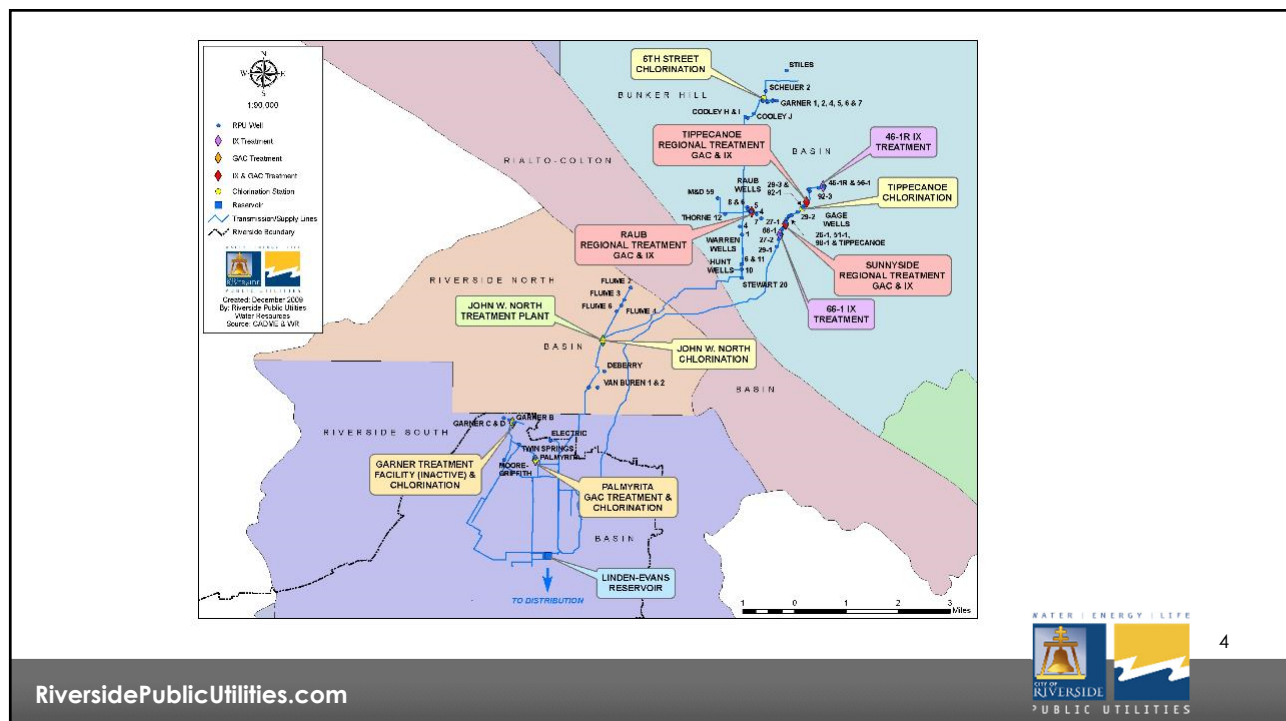 N
W
E
S
1:90,000
RPU Well
IX Treatment
GAC Treatment
IX & GAC Treatment
Chlorination Station
Reservoir
Transmission/Supply Lines
Riverside Boundary
PUBLIC UTILITIES
Created: December 2009
By: Riverside Public Utilities
Water Resources
Source: CADME & WR
6TH STREET
CHLORINATION
STILES
SCHEUER 2
BUNKER HILL
GARNER 1, 2, 4, 5, 6 & 7
COOLEY H & I
COOLEY J
TIPPECANOE
REGIONAL TREATMENT
GAC & IX
46-1R IX
TREATMENT
BASIN
RIALTO-COLTON
RAUB
WELLS
29-3 &
92-1
46-1R & 56-1
92-3
TIPPECANOE
CHLORINATION
M&D 59
8 & 6
5
4
7
THORNE 12
29-2
GAGE
WELLS
27-1
66-1
27-2
29-1
26-1, 51-1,
98-1 & TIPPECANOE
RAUB
REGIONAL TREATMENT
GAC & IX
4
1
WARREN
WELLS
HUNT
WELLS
6 & 11
10
STEWART 20
SUNNYSIDE
REGIONAL TREATMENT
GAC & IX
66-1 IX
TREATMENT
RIVERSIDE NORTH
FLUME 2
FLUME 3
FLUME 6
FLUME 4
JOHN W. NORTH
TREATMENT PLANT
BASIN
JOHN W. NORTH
CHLORINATION
DEBERRY
VAN BUREN 1 & 2
BASIN
GARNER B
GARNER C & D
RIVERSIDE SOUTH
ELECTRIC
TWIN SPRINGS
PALMYRITA
MOORE-
GRIFFITH
GARNER TREATMENT
FACILITY (INACTIVE) &
CHLORINATION
PALMYRITA
GAC TREATMENT &
CHLORINATION
BASIN
LINDEN-EVANS
RESERVOIR
TO DISTRIBUTION
1 0 1 2 3
Miles
WATER | ENERGY | LIFE
CITY OF
RIVERSIDE
PUBLIC UTILITIES
4
RiversidePublicUtilities.com